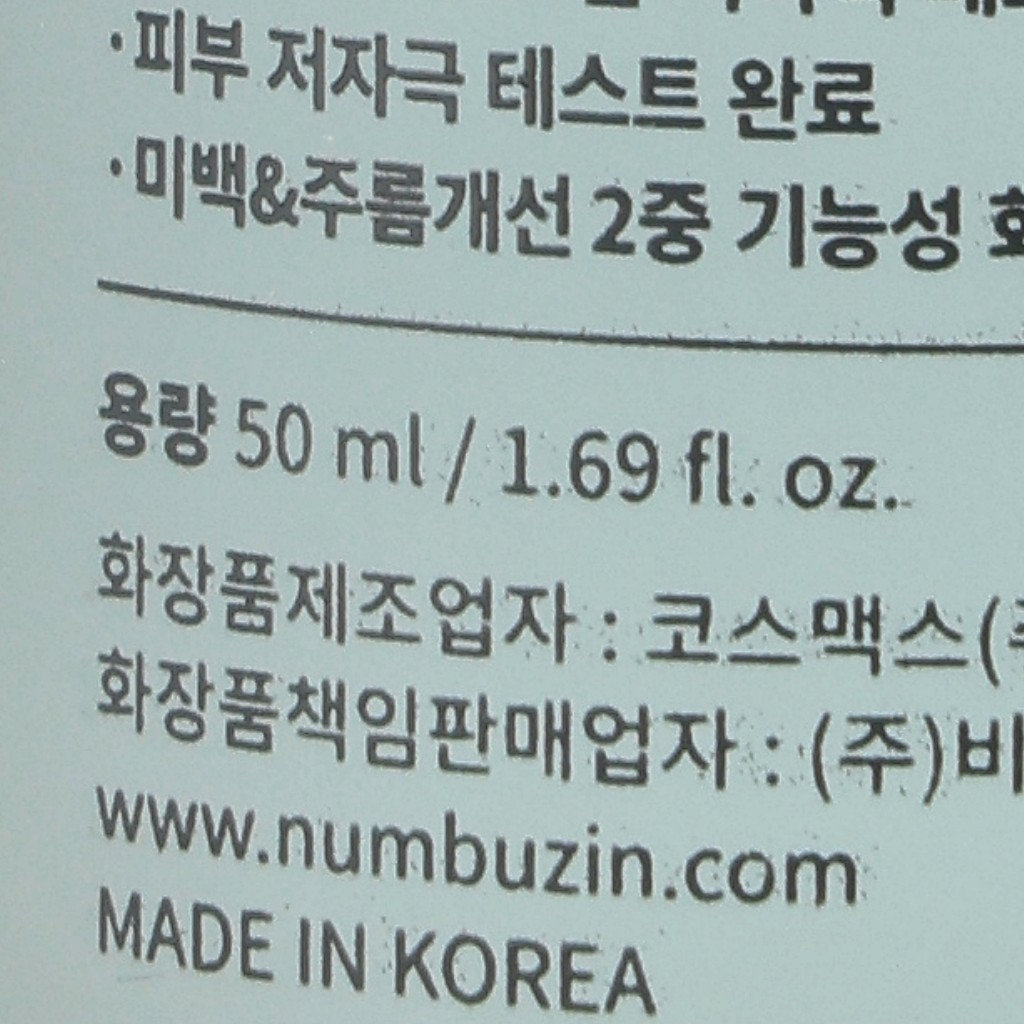 ·피부 저자극 테스트 완료
·미백&주름개선 2중 기능성
용량 50 ml / 1.69 fl. oz.
화장품제조업자 : 코스맥스(주
화장품책임판매업자 : (주)비
www.numbuzin.com
MADE IN KOREA